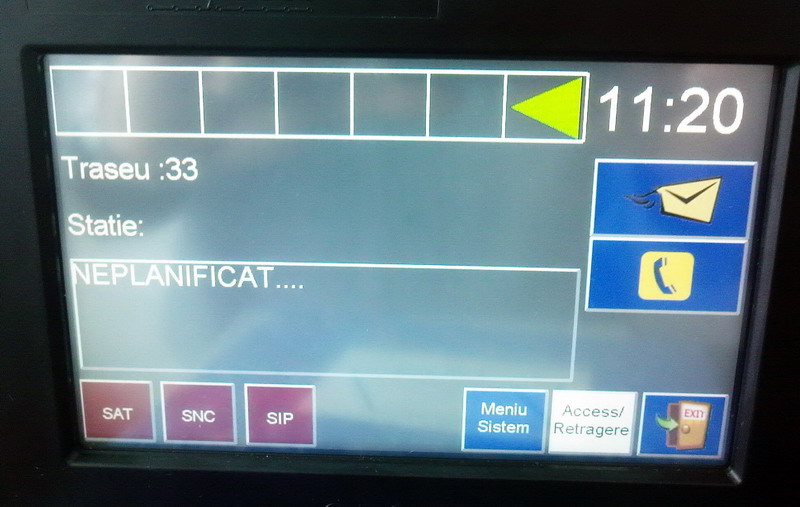 11:20
Traseu :33
Statie:
NEPLANIFICAT....
SAT
SNC
SIP
Meniu
Sistem
Access/
Retragere
EXIT